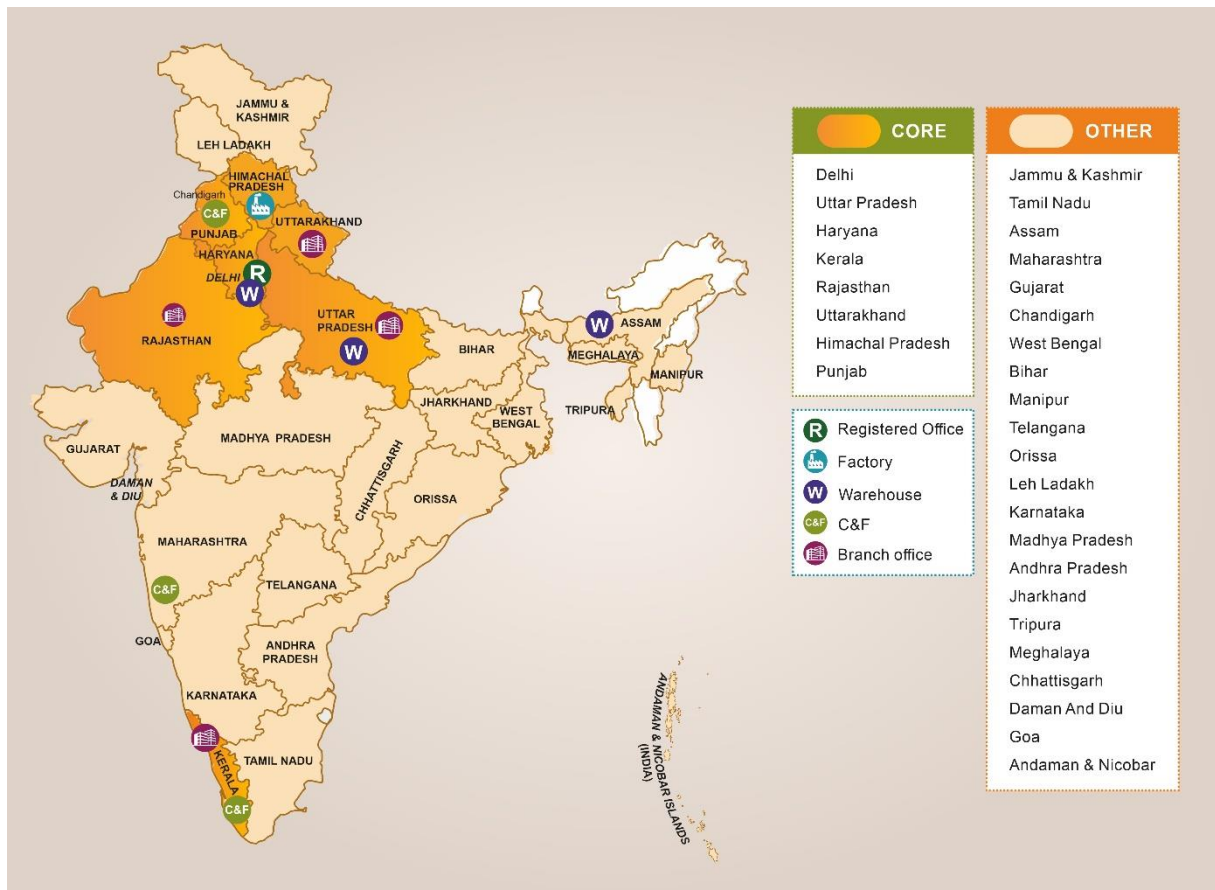 JAMMU &
KASHMIR
LEH LADAKH
HIMACHAL
PRADESH
Chandigarh
C&F
UTTARAKHAND
PUNJAB
HARYANA
DELHI
R
W
UTTAR
PRADESH
W
RAJASTHAN
W
ASSAM
BIHAR
MEGHALAYA
MANIPUR
JHARKHAND
WEST
BENGAL
TRIPURA
GUJARAT
MADHYA PRADESH
DAMAN
& DIU
CHHATTISGARH
ORISSA
MAHARASHTRA
C&F
TELANGANA
GOA
ANDHRA
PRADESH
KARNATAKA
KERALA
TAMIL NADU
C&F
ANDAMAN & NICOBAR ISLANDS
(INDIA)
CORE
Delhi
Uttar Pradesh
Haryana
Kerala
Rajasthan
Uttarakhand
Himachal Pradesh
Punjab
R Registered Office
Factory
W Warehouse
C&F C&F
Branch office
OTHER
Jammu & Kashmir
Tamil Nadu
Assam
Maharashtra
Gujarat
Chandigarh
West Bengal
Bihar
Manipur
Telangana
Orissa
Leh Ladakh
Karnataka
Madhya Pradesh
Andhra Pradesh
Jharkhand
Tripura
Meghalaya
Chhattisgarh
Daman And Diu
Goa
Andaman & Nicobar